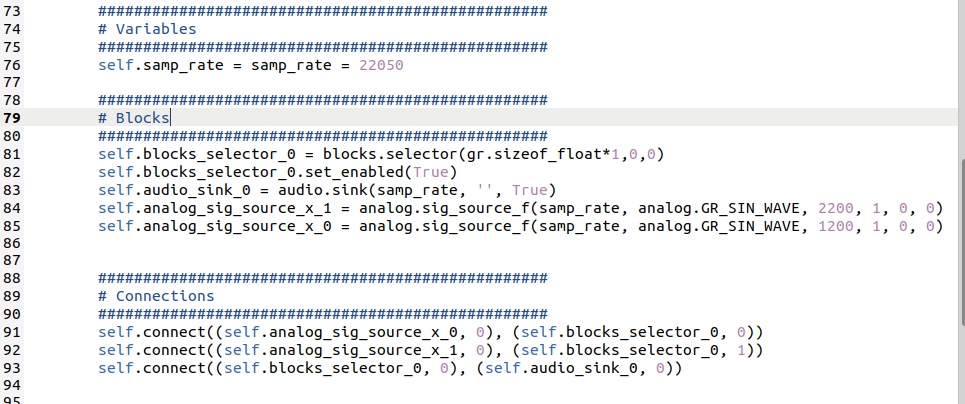 73 ##################################################
74 # Variables
75 ##################################################
76 self.samp_rate = samp_rate = 22050
77
78 ##################################################
79 # Blocks
80 ##################################################
81 self.blocks_selector_0 = blocks.selector(gr.sizeof_float*1,0,0)
82 self.blocks_selector_0.set_enabled(True)
83 self.audio_sink_0 = audio.sink(samp_rate, '', True)
84 self.analog_sig_source_x_1 = analog.sig_source_f(samp_rate, analog.GR_SIN_WAVE, 2200, 1, 0, 0)
85 self.analog_sig_source_x_0 = analog.sig_source_f(samp_rate, analog.GR_SIN_WAVE, 1200, 1, 0, 0)
86
87
88 ##################################################
89 # Connections
90 ##################################################
91 self.connect((self.analog_sig_source_x_0, 0), (self.blocks_selector_0, 0))
92 self.connect((self.analog_sig_source_x_1, 0), (self.blocks_selector_0, 1))
93 self.connect((self.blocks_selector_0, 0), (self.audio_sink_0, 0))
94
95